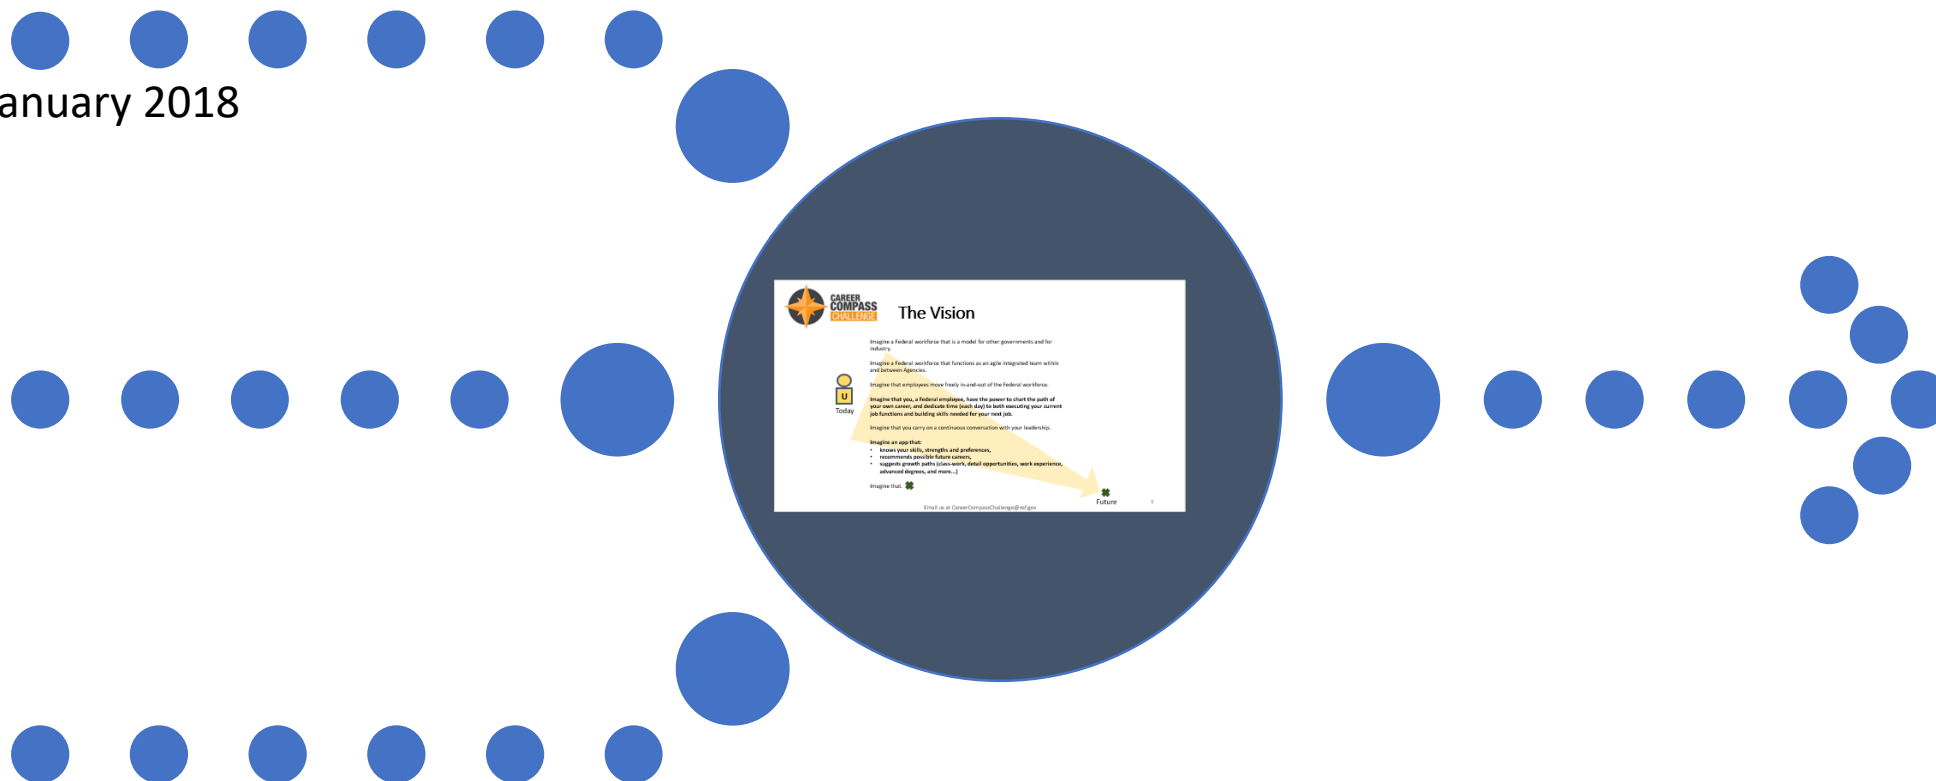 anuary 2018
CAREER
COMPASS
CHALLENGE
The Vision
Imagine a Federal workforce that is a model for other governments and for
industry.
Imagine a Federal workforce that functions as an agile integrated team within
and between Agencies.
Imagine that employees move freely in-and-out of the Federal workforce.
U
Today
Imagine that you, a Federal employee, have the power to chart the path of
your own career, and dedicate time (each day) to both executing your current
job functions and building skills needed for your next job.
Imagine that you carry on a continuous conversation with your leadership.
Imagine an app that:
• knows your skills, strengths and preferences,
• recommends possible future careers,
• suggests growth paths (class-work, detail opportunities, work experience,
advanced degrees, and more...)
Imagine that.
Future
Email us at CareerCompassChallenge@nsf.gov